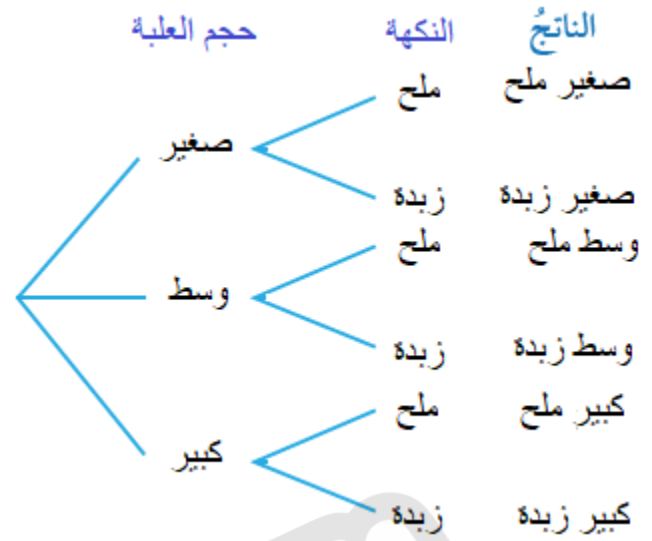 حجم العلبة النكهة الناتجُ
ملح صغير ملح
صغير
زبدة صغير زبدة
ملح وسط ملح
وسط
زبدة وسط زبدة
ملح كبير ملح
كبير
زبدة كبير زبدة